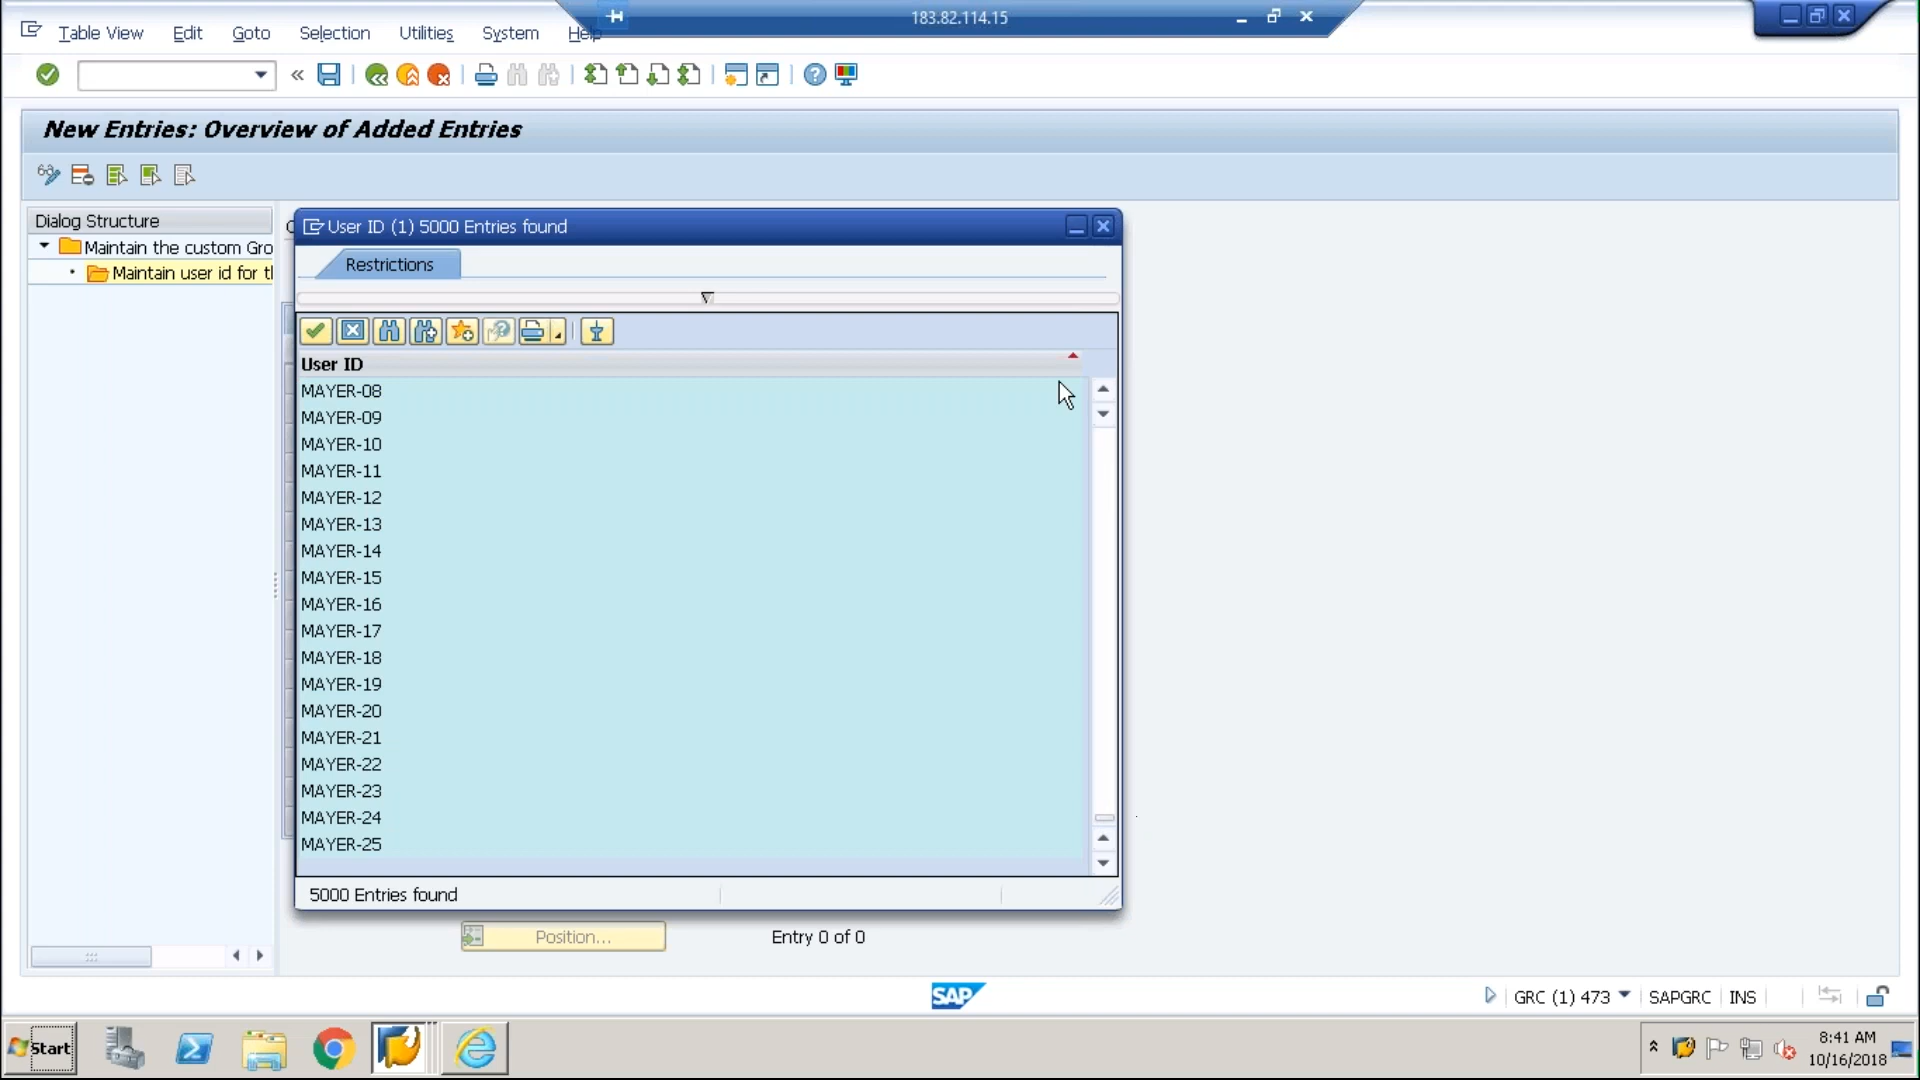 183.82.114.15
Table View Edit Goto Selection Utilities System Help
New Entries: Overview of Added Entries
Dialog Structure
Maintain the custom Gro
Maintain user id for th
User ID (1) 5000 Entries found
Restrictions
User ID
MAYER-08
MAYER-09
MAYER-10
MAYER-11
MAYER-12
MAYER-13
MAYER-14
MAYER-15
MAYER-16
MAYER-17
MAYER-18
MAYER-19
MAYER-20
MAYER-21
MAYER-22
MAYER-23
MAYER-24
MAYER-25
5000 Entries found
Position...
Entry 0 of 0
SAP
GRC (1) 473 SAPGRC INS
Start
8:41 AM
10/16/2018